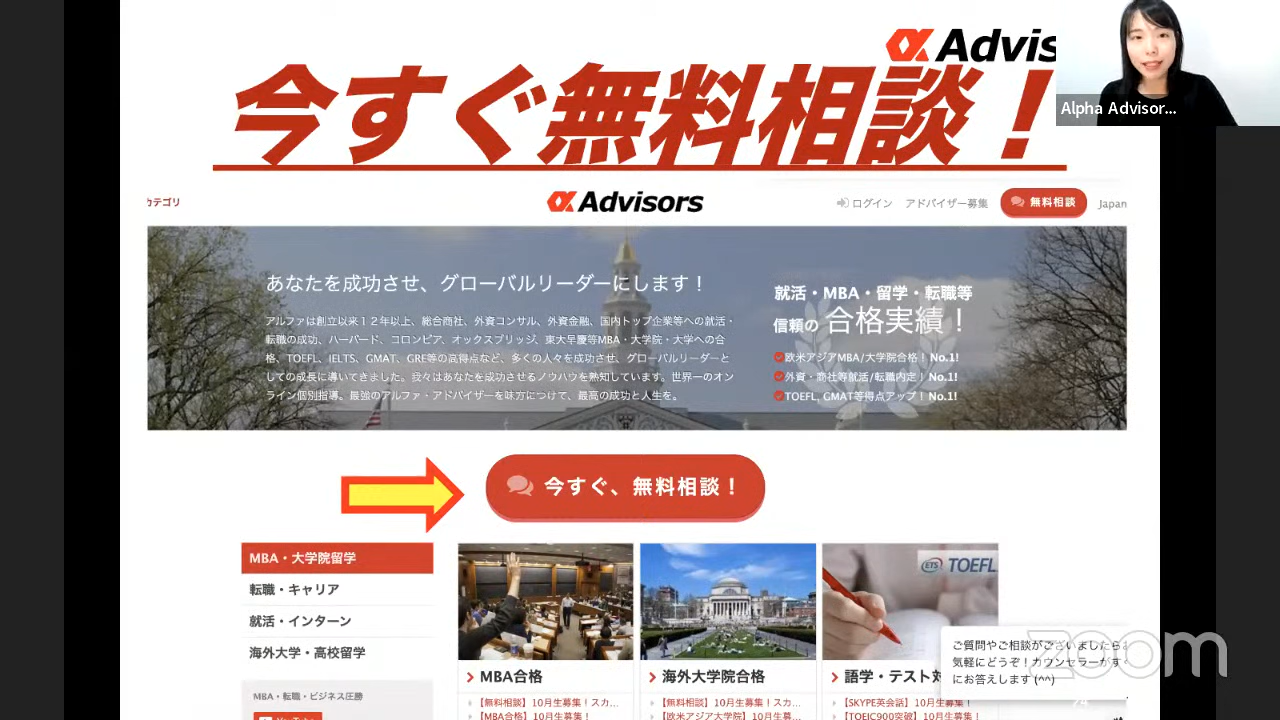 Advis
今すぐ無料相談！
Alpha Advisor...
カテゴリ
Advisors
ログイン
アドバイザー募集
無料相談
Japan
あなたを成功させ、グローバルリーダーにします！
アルファは創立以来１２年以上、総合商社、外資コンサル、外資金融、国内トップ企業等への就活・
転職の成功、ハーバード、コロンビア、オックスブリッジ、東大早慶等MBA・大学院・大学への合
格、TOEFL、IELTS、GMAT、GRE等の高得点など、多くの人々を成功させ、グローバルリーダーと
しての成長に導いてきました。我々はあなたを成功させるノウハウを熟知しています。世界一のオン
ライン個別指導。最強のアルファ・アドバイザーを味方につけて、最高の成功と人生を。
就活・MBA・留学・転職等
信頼の 合格実績！
欧米アジアMBA/大学院合格！No.1!
外資・商社等就活/転職内定！No.1!
TOEFL, GMAT等得点アップ！No.1!
今すぐ、無料相談！
MBA・大学院留学
転職・キャリア
就活・インターン
海外大学・高校留学
MBA・転職・ビジネス圧勝
YouTube
ETS TOEFL
MBA合格
海外大学院合格
語学・テスト対
【無料相談】10月生募集！スカ...
【MBA合格】10月生募集！
【無料相談】10月生募集！スカ...
【欧米アジア大学院】10月生募集！
【SKYPE英会話】10月生募集！
【TOEIC900突破】10月生募集！
ご質問やご相談がございましたらお
気軽にどうぞ！カウンセラーがす
にお答えします (^^)
zoom